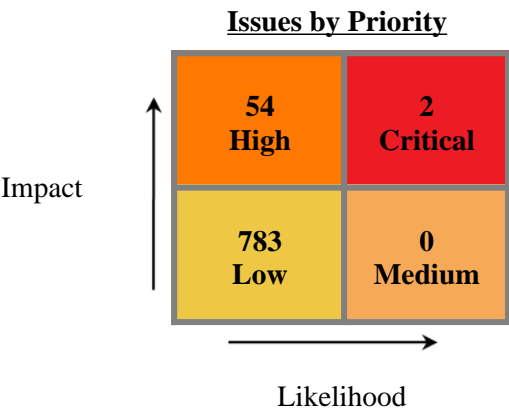 Issues by Priority
54
High
2
Critical
Impact
783
Low
0
Medium
Likelihood